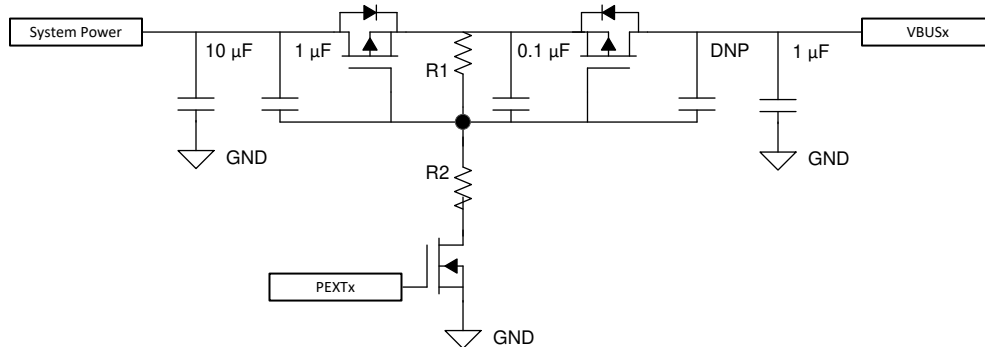 System Power
VBUSx
10 µF
1 µF
R1
0.1 µF
DNP
1 µF
GND
GND
R2
PEXTx
GND